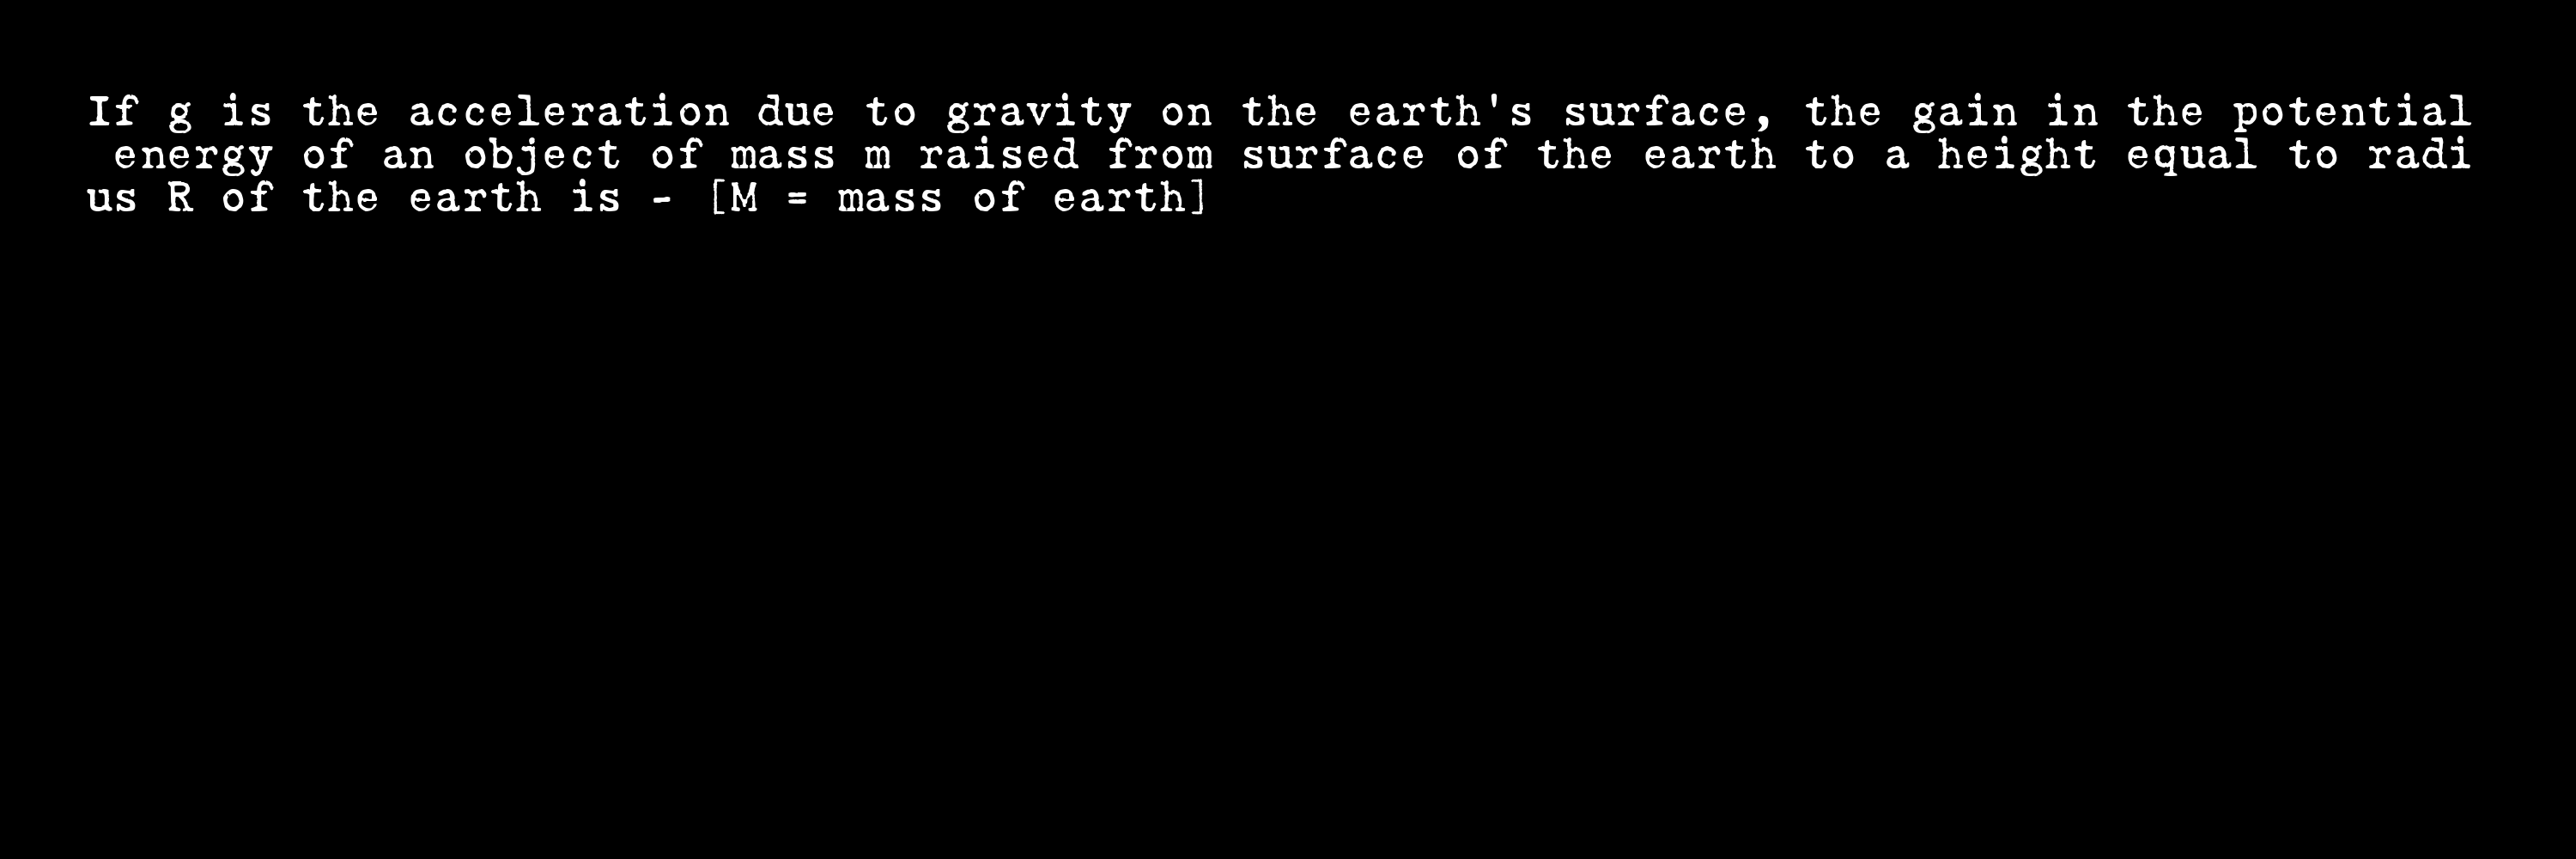 If g is the acceleration due to gravity on the earth's surface, the gain in the potential
 energy of an object of mass m raised from surface of the earth to a height equal to radi
us R of the earth is - [M = mass of earth]